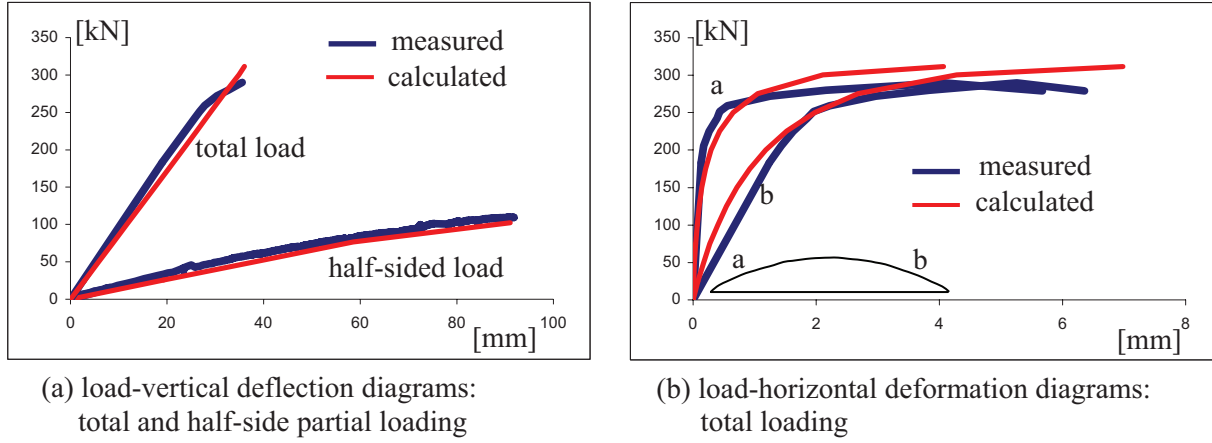 [kN]
350
300
250
200
150
100
50
0
0
20
40
60
80
100
[mm]
measured
calculated
total load
half-sided load
(a) load-vertical deflection diagrams:
total and half-side partial loading
[kN]
350
300
250
200
150
100
50
0
0
2
4
6
8
[mm]
a
b
measured
calculated
a
b
(b) load-horizontal deformation diagrams:
total loading